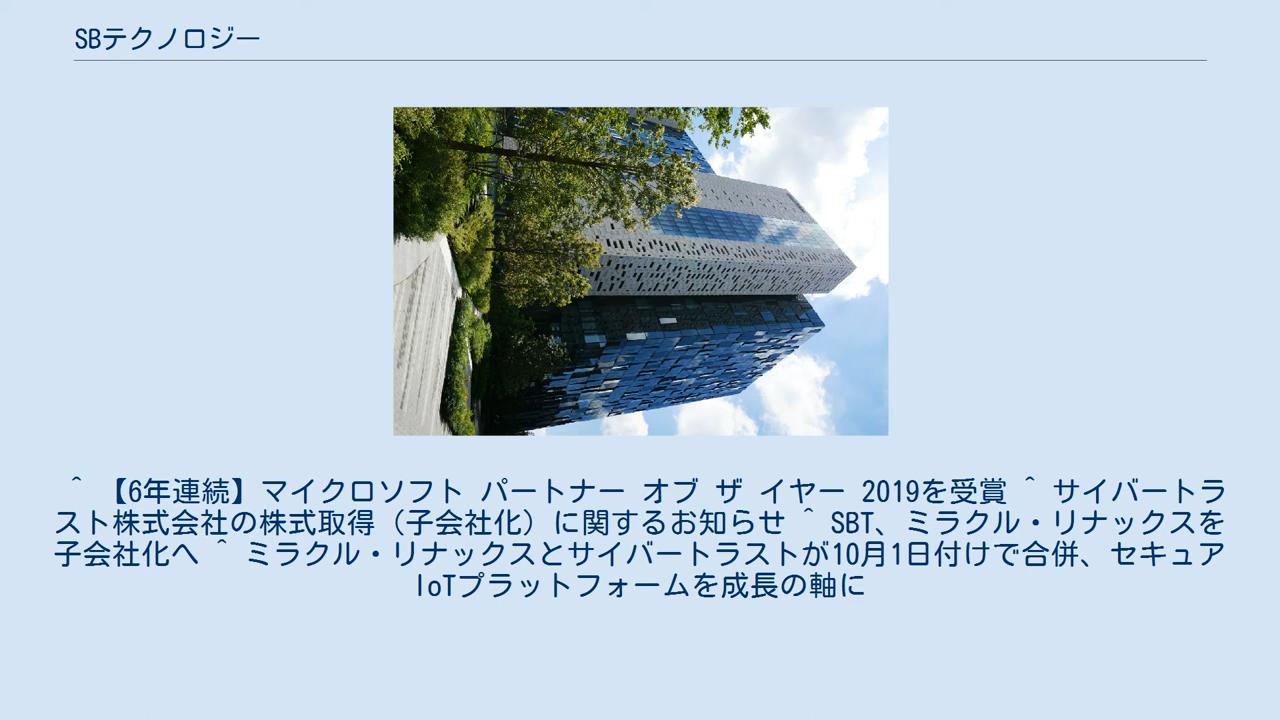 SBテクノロジー
^ 【6年連続】マイクロソフト パートナー オブ ザ イヤー 2019を受賞 ^ サイバートラ
スト株式会社の株式取得（子会社化）に関するお知らせ ^ SBT、ミラクル・リナックスを
子会社化へ ^ ミラクル・リナックスとサイバートラストが10月1日付けで合併、セキュア
IoTプラットフォームを成長の軸に